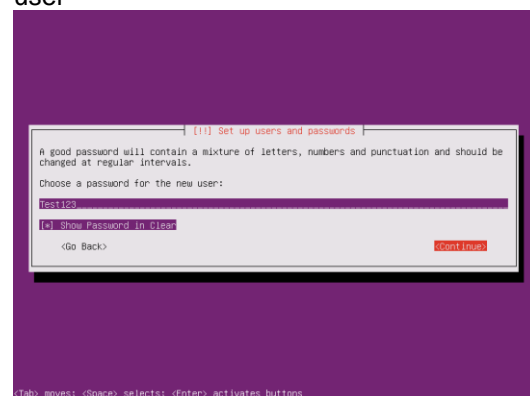 user
[!!] Set up users and passwords
A good password will contain a mixture of letters, numbers and punctuation and should be
changed at regular intervals.
Choose a password for the new user:
Test123
[*] Show Password in Clear
<Go Back> <Continue>
<Tab> moves; <Space> selects; <Enter> activates buttons